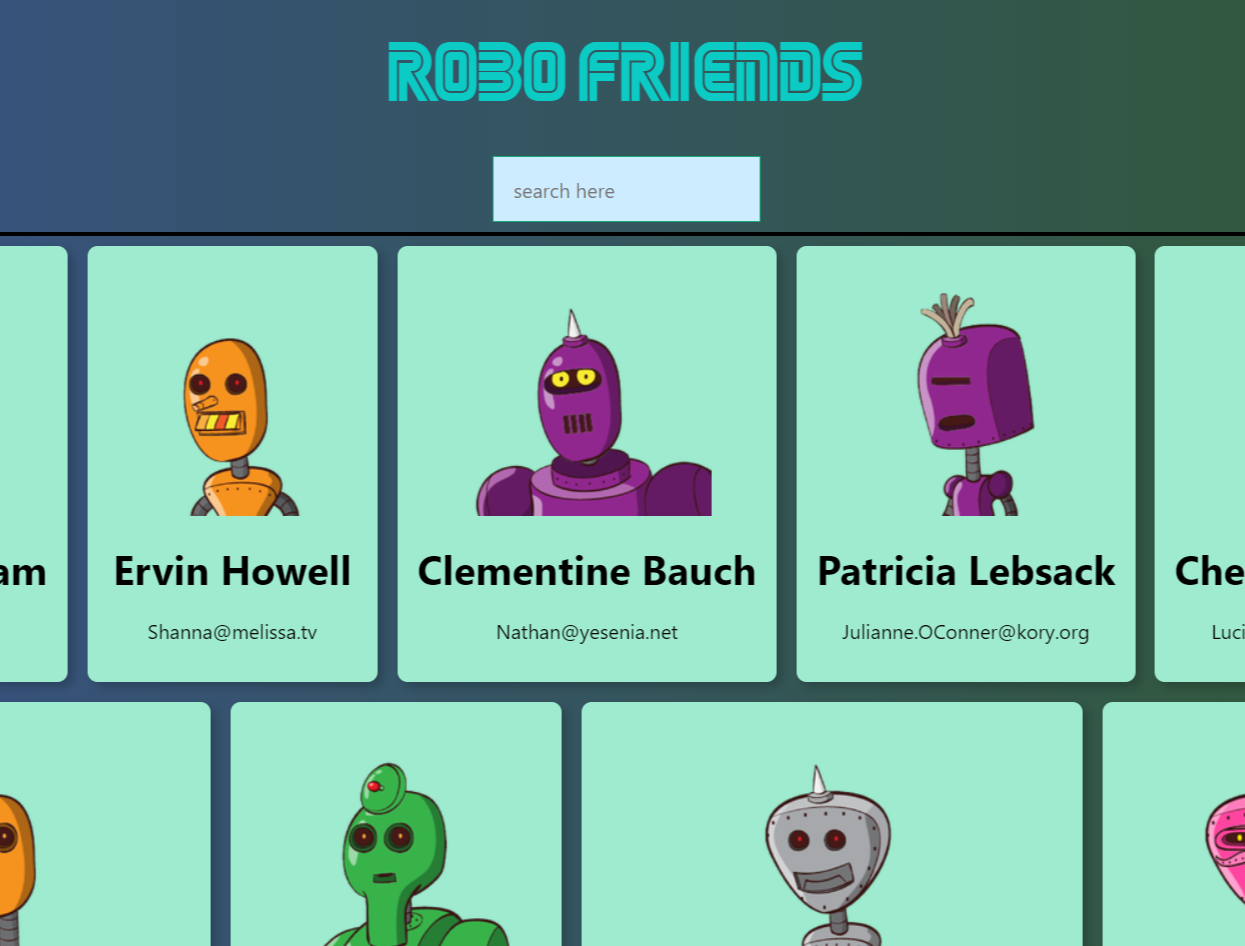 ROBO FRIENDS
search here
am Ervin Howell Clementine Bauch Patricia Lebsack Che
Shanna@melissa.tv Nathan@yesenia.net Julianne.OConner@kory.org Luci